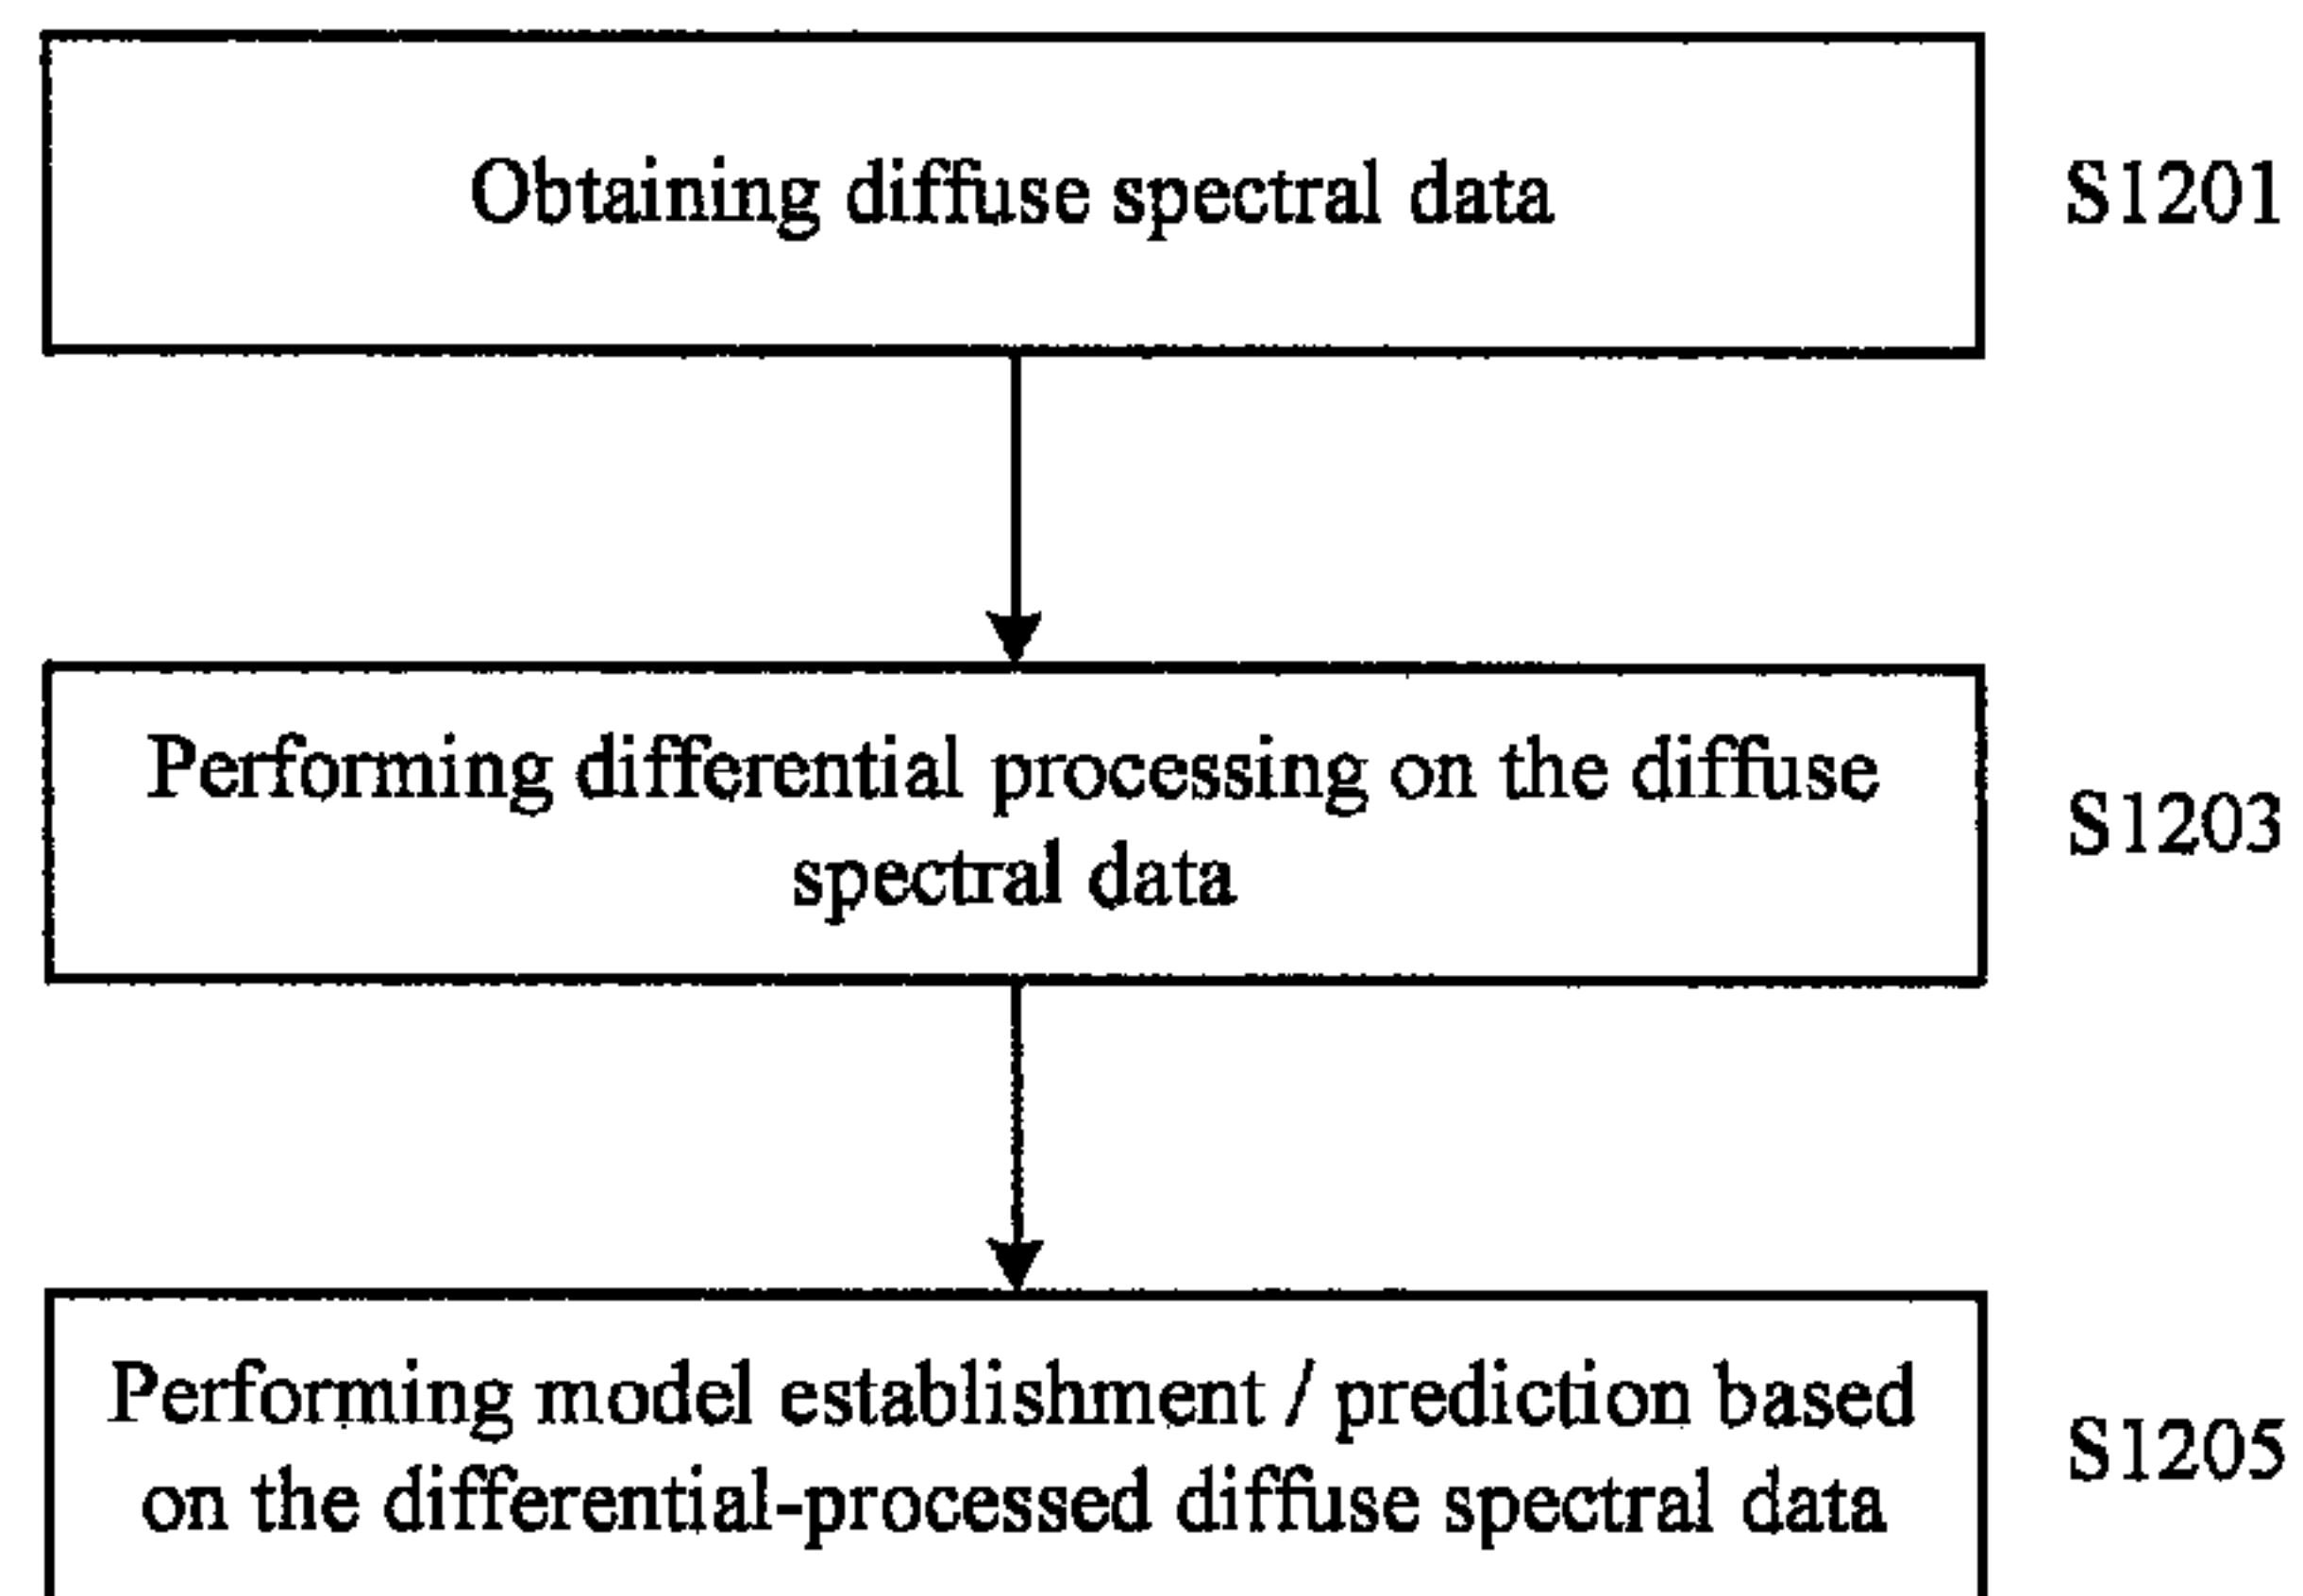 Obtaining diffuse spectral data
S1201
Performing differential processing on the diffuse
spectral data
S1203
Performing model establishment / prediction based
on the differential-processed diffuse spectral data
S1205